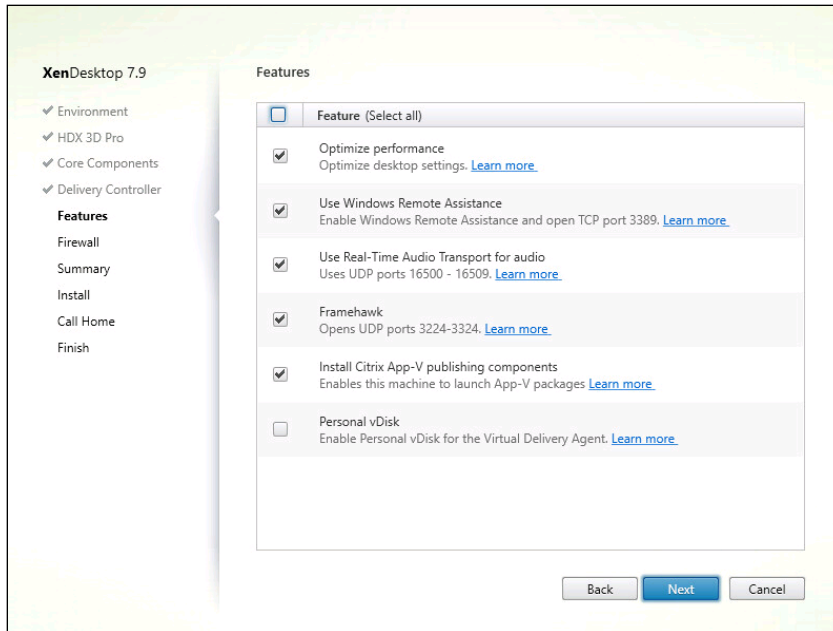 XenDesktop 7.9
Environment
HDX 3D Pro
Core Components
Delivery Controller
Features
Firewall
Summary
Install
Call Home
Finish
Features
Feature (Select all)
Optimize performance
Optimize desktop settings. Learn more
Use Windows Remote Assistance
Enable Windows Remote Assistance and open TCP port 3389. Learn more
Use Real-Time Audio Transport for audio
Uses UDP ports 16500 - 16509. Learn more
Framehawk
Opens UDP ports 3224-3324. Learn more
Install Citrix App-V publishing components
Enables this machine to launch App-V packages Learn more
Personal vDisk
Enable Personal vDisk for the Virtual Delivery Agent. Learn more
Back Next Cancel